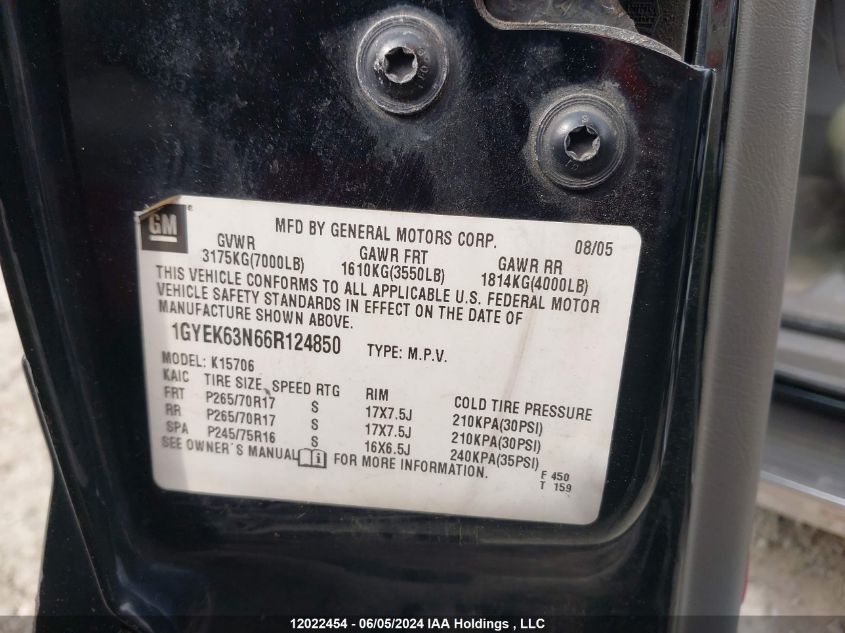 GM
MFD BY GENERAL MOTORS CORP. 08/05
GVWR GAWR FRT GAWR RR
3175KG(7000LB) 1610KG(3550LB) 1814KG(4000LB)
THIS VEHICLE CONFORMS TO ALL APPLICABLE U.S. FEDERAL MOTOR
VEHICLE SAFETY STANDARDS IN EFFECT ON THE DATE OF
MANUFACTURE SHOWN ABOVE.
1GYEK63N66R124850 TYPE: M.P.V.
MODEL: K15706
KAIC TIRE SIZE SPEED RTG RIM COLD TIRE PRESSURE
FRT P265/70R17 S 17X7.5J 210KPA(30PSI)
RR P265/70R17 S 17X7.5J 210KPA(30PSI)
SPA P245/75R16 S 16X6.5J 240KPA(35PSI)
SEE OWNER'S MANUAL i FOR MORE INFORMATION.
F 450
T 159
12022454 - 06/05/2024 IAA Holdings , LLC